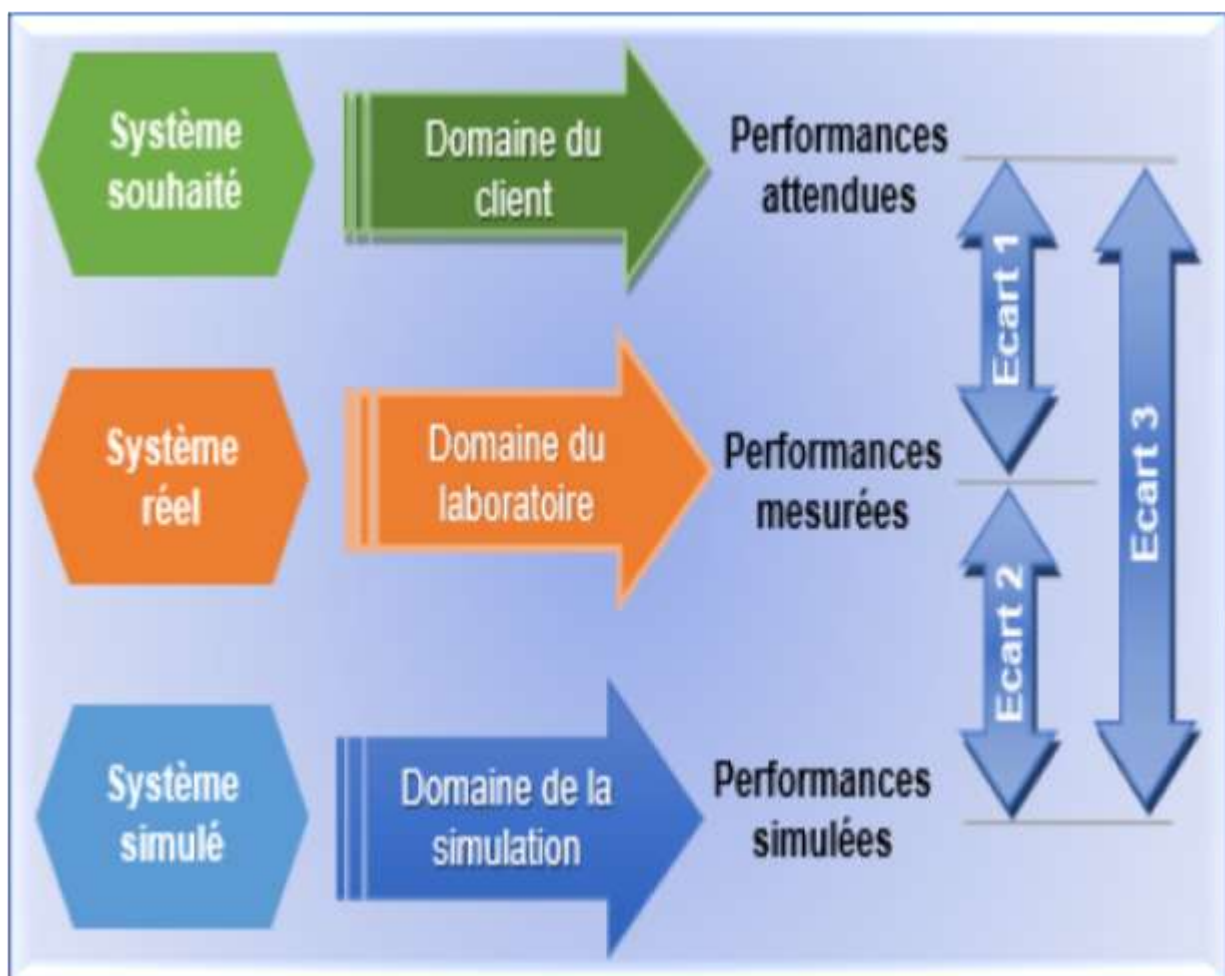 Système
souhaité
Domaine du
client
Performances
attendues
Ecart 1
Système
réel
Domaine du
laboratoire
Performances
mesurées
Ecart 2
Ecart 3
Système
simulé
Domaine de la
simulation
Performances
simulées